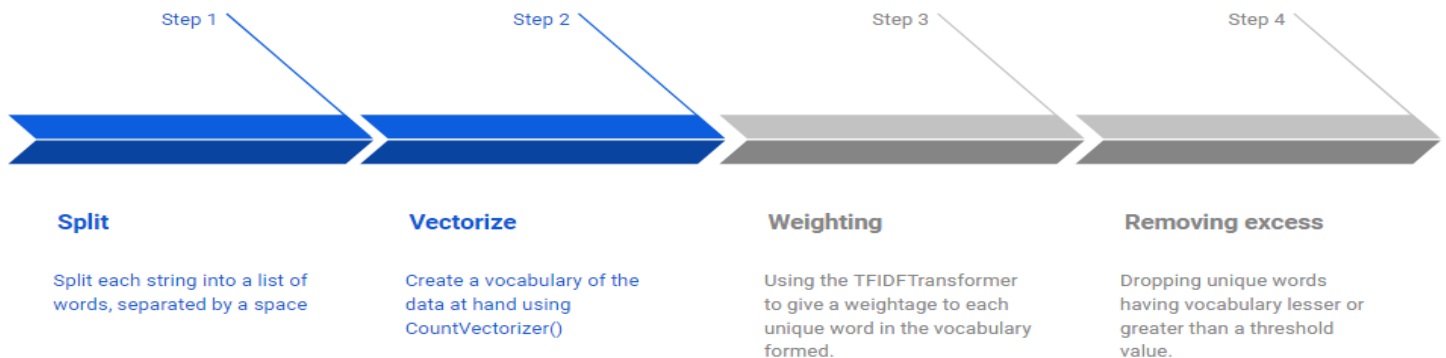 Step 1
Step 2
Step 3
Step 4
Split
Split each string into a list of
words, separated by a space
Vectorize
Create a vocabulary of the
data at hand using
CountVectorizer()
Weighting
Using the TFIDFTransformer
to give a weightage to each
unique word in the vocabulary
formed.
Removing excess
Dropping unique words
having vocabulary lesser or
greater than a threshold
value.